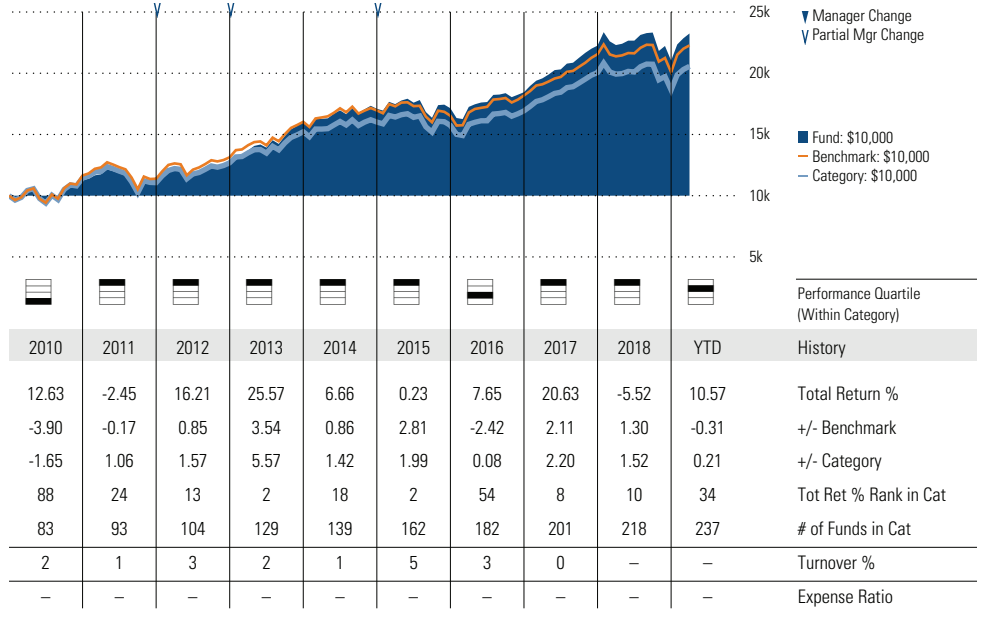 25k
20k
15k
10k
5k
Manager Change
Partial Mgr Change
Fund: $10,000
Benchmark: $10,000
Category: $10,000
Performance Quartile
(Within Category)
2010 2011 2012 2013 2014 2015 2016 2017 2018 YTD History
12.63 -2.45 16.21 25.57 6.66 0.23 7.65 20.63 -5.52 10.57 Total Return %
-3.90 -0.17 0.85 3.54 0.86 2.81 -2.42 2.11 1.30 -0.31 +/- Benchmark
-1.65 1.06 1.57 5.57 1.42 1.99 0.08 2.20 1.52 0.21 +/- Category
88 24 13 2 18 2 54 8 10 34 Tot Ret % Rank in Cat
83 93 104 129 139 162 182 201 218 237 # of Funds in Cat
2 1 3 2 1 5 3 0 – – Turnover %
– – – – – – – – – – Expense Ratio